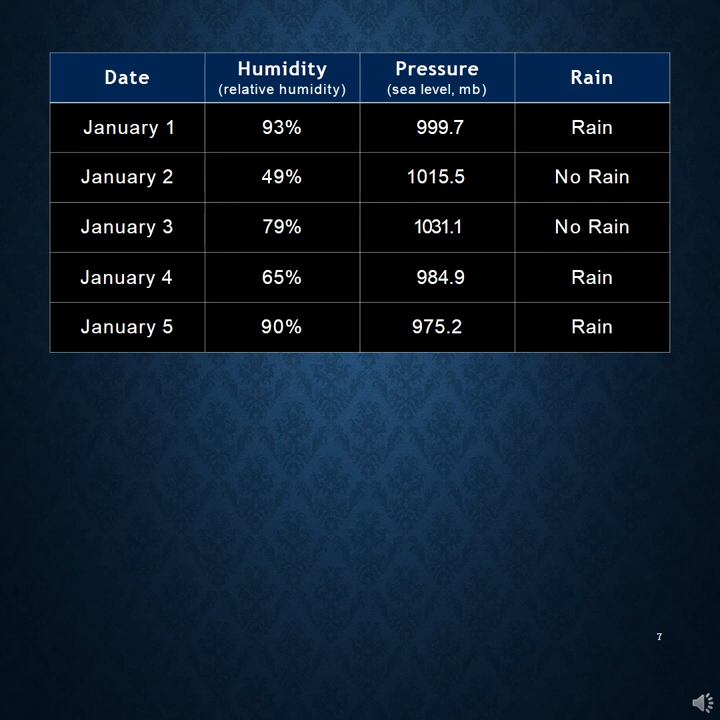 Date Humidity Pressure Rain
(relative humidity) (sea level, mb)
January 1 93% 999.7 Rain
January 2 49% 1015.5 No Rain
January 3 79% 1031.1 No Rain
January 4 65% 984.9 Rain
January 5 90% 975.2 Rain
7